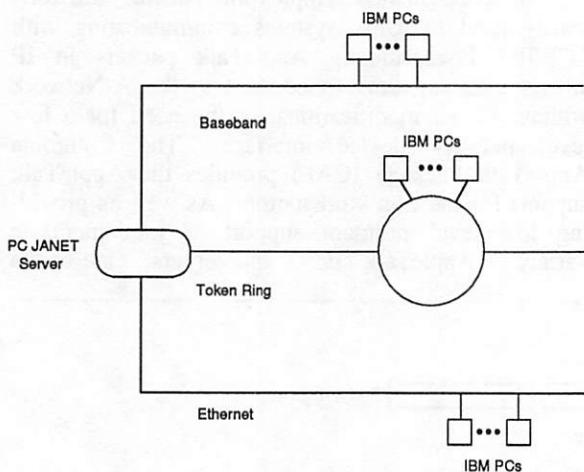 IBM PCs
Baseband
IBM PCs
PC JANET
Server
Token Ring
Ethernet
IBM PCs